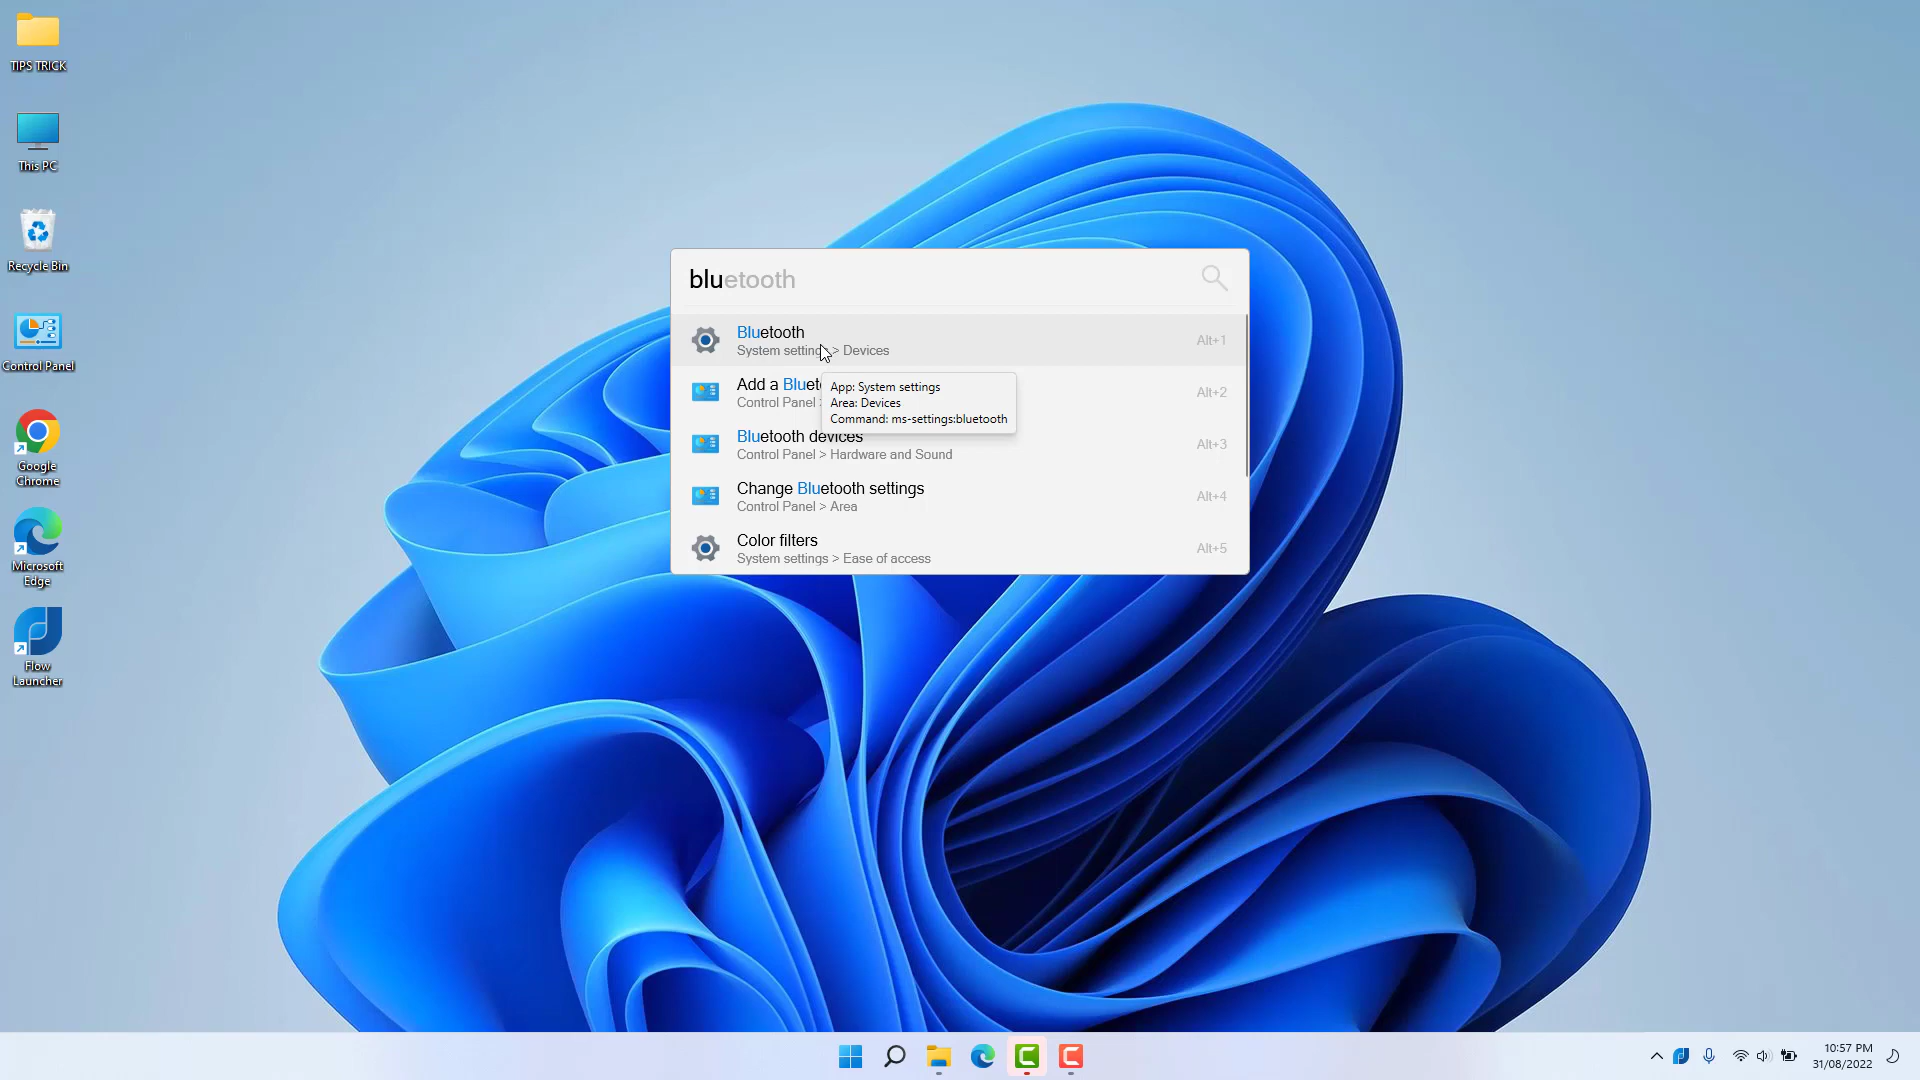 TIPS TRICK
This PC
Recycle Bin
Control Panel
Google
Chrome
Microsoft
Edge
Flow
Launcher
bluetooth
Bluetooth
Alt+1
System setting > Devices
Add a Bluet
Alt+2
Control Panel >
App: System settings
Area: Devices
Command: ms-settings:bluetooth
Bluetooth devices
Alt+3
Control Panel > Hardware and Sound
Change Bluetooth settings
Alt+4
Control Panel > Area
Color filters
Alt+5
System settings > Ease of access
10:57 PM
31/08/2022